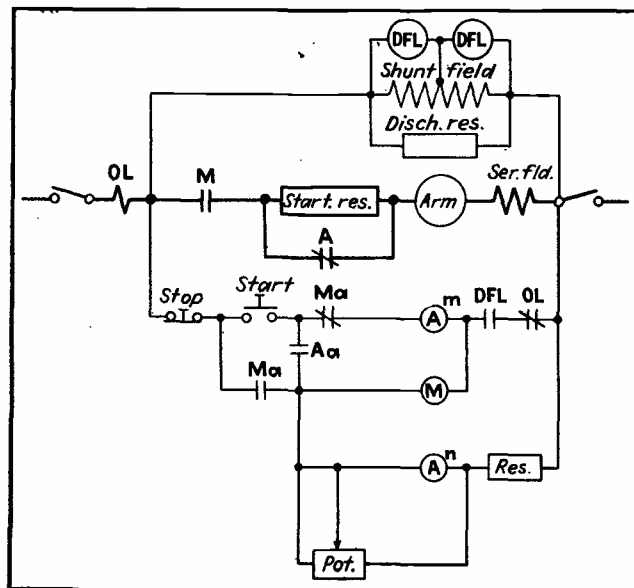 DFL DFL
Shunt field
Disch. res.
OL
M
Start. res.
Arm
Ser. fld.
A
Stop
Start
Ma
A m
DFL
OL
Aa
Ma
M
A n
Res.
Pot.